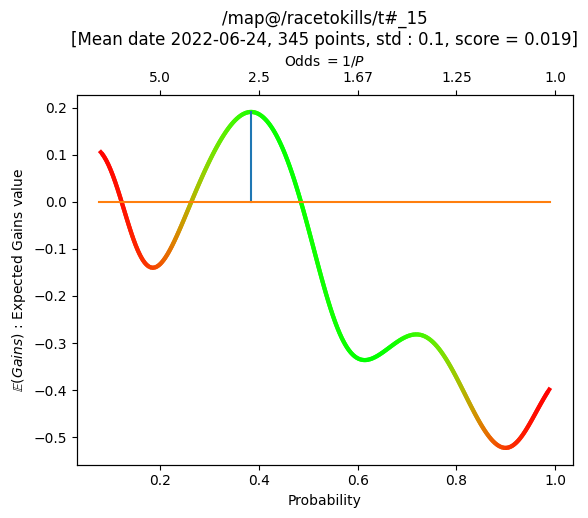 /map@/racetokills/t#_15
[Mean date 2022-06-24, 345 points, std : 0.1, score = 0.019]
Odds = 1/P
5.0 2.5 1.67 1.25 1.0
0.2
0.1
0.0
−0.1
−0.2
−0.3
−0.4
−0.5
𝔼(Gains) : Expected Gains value
0.2 0.4 0.6 0.8 1.0
Probability